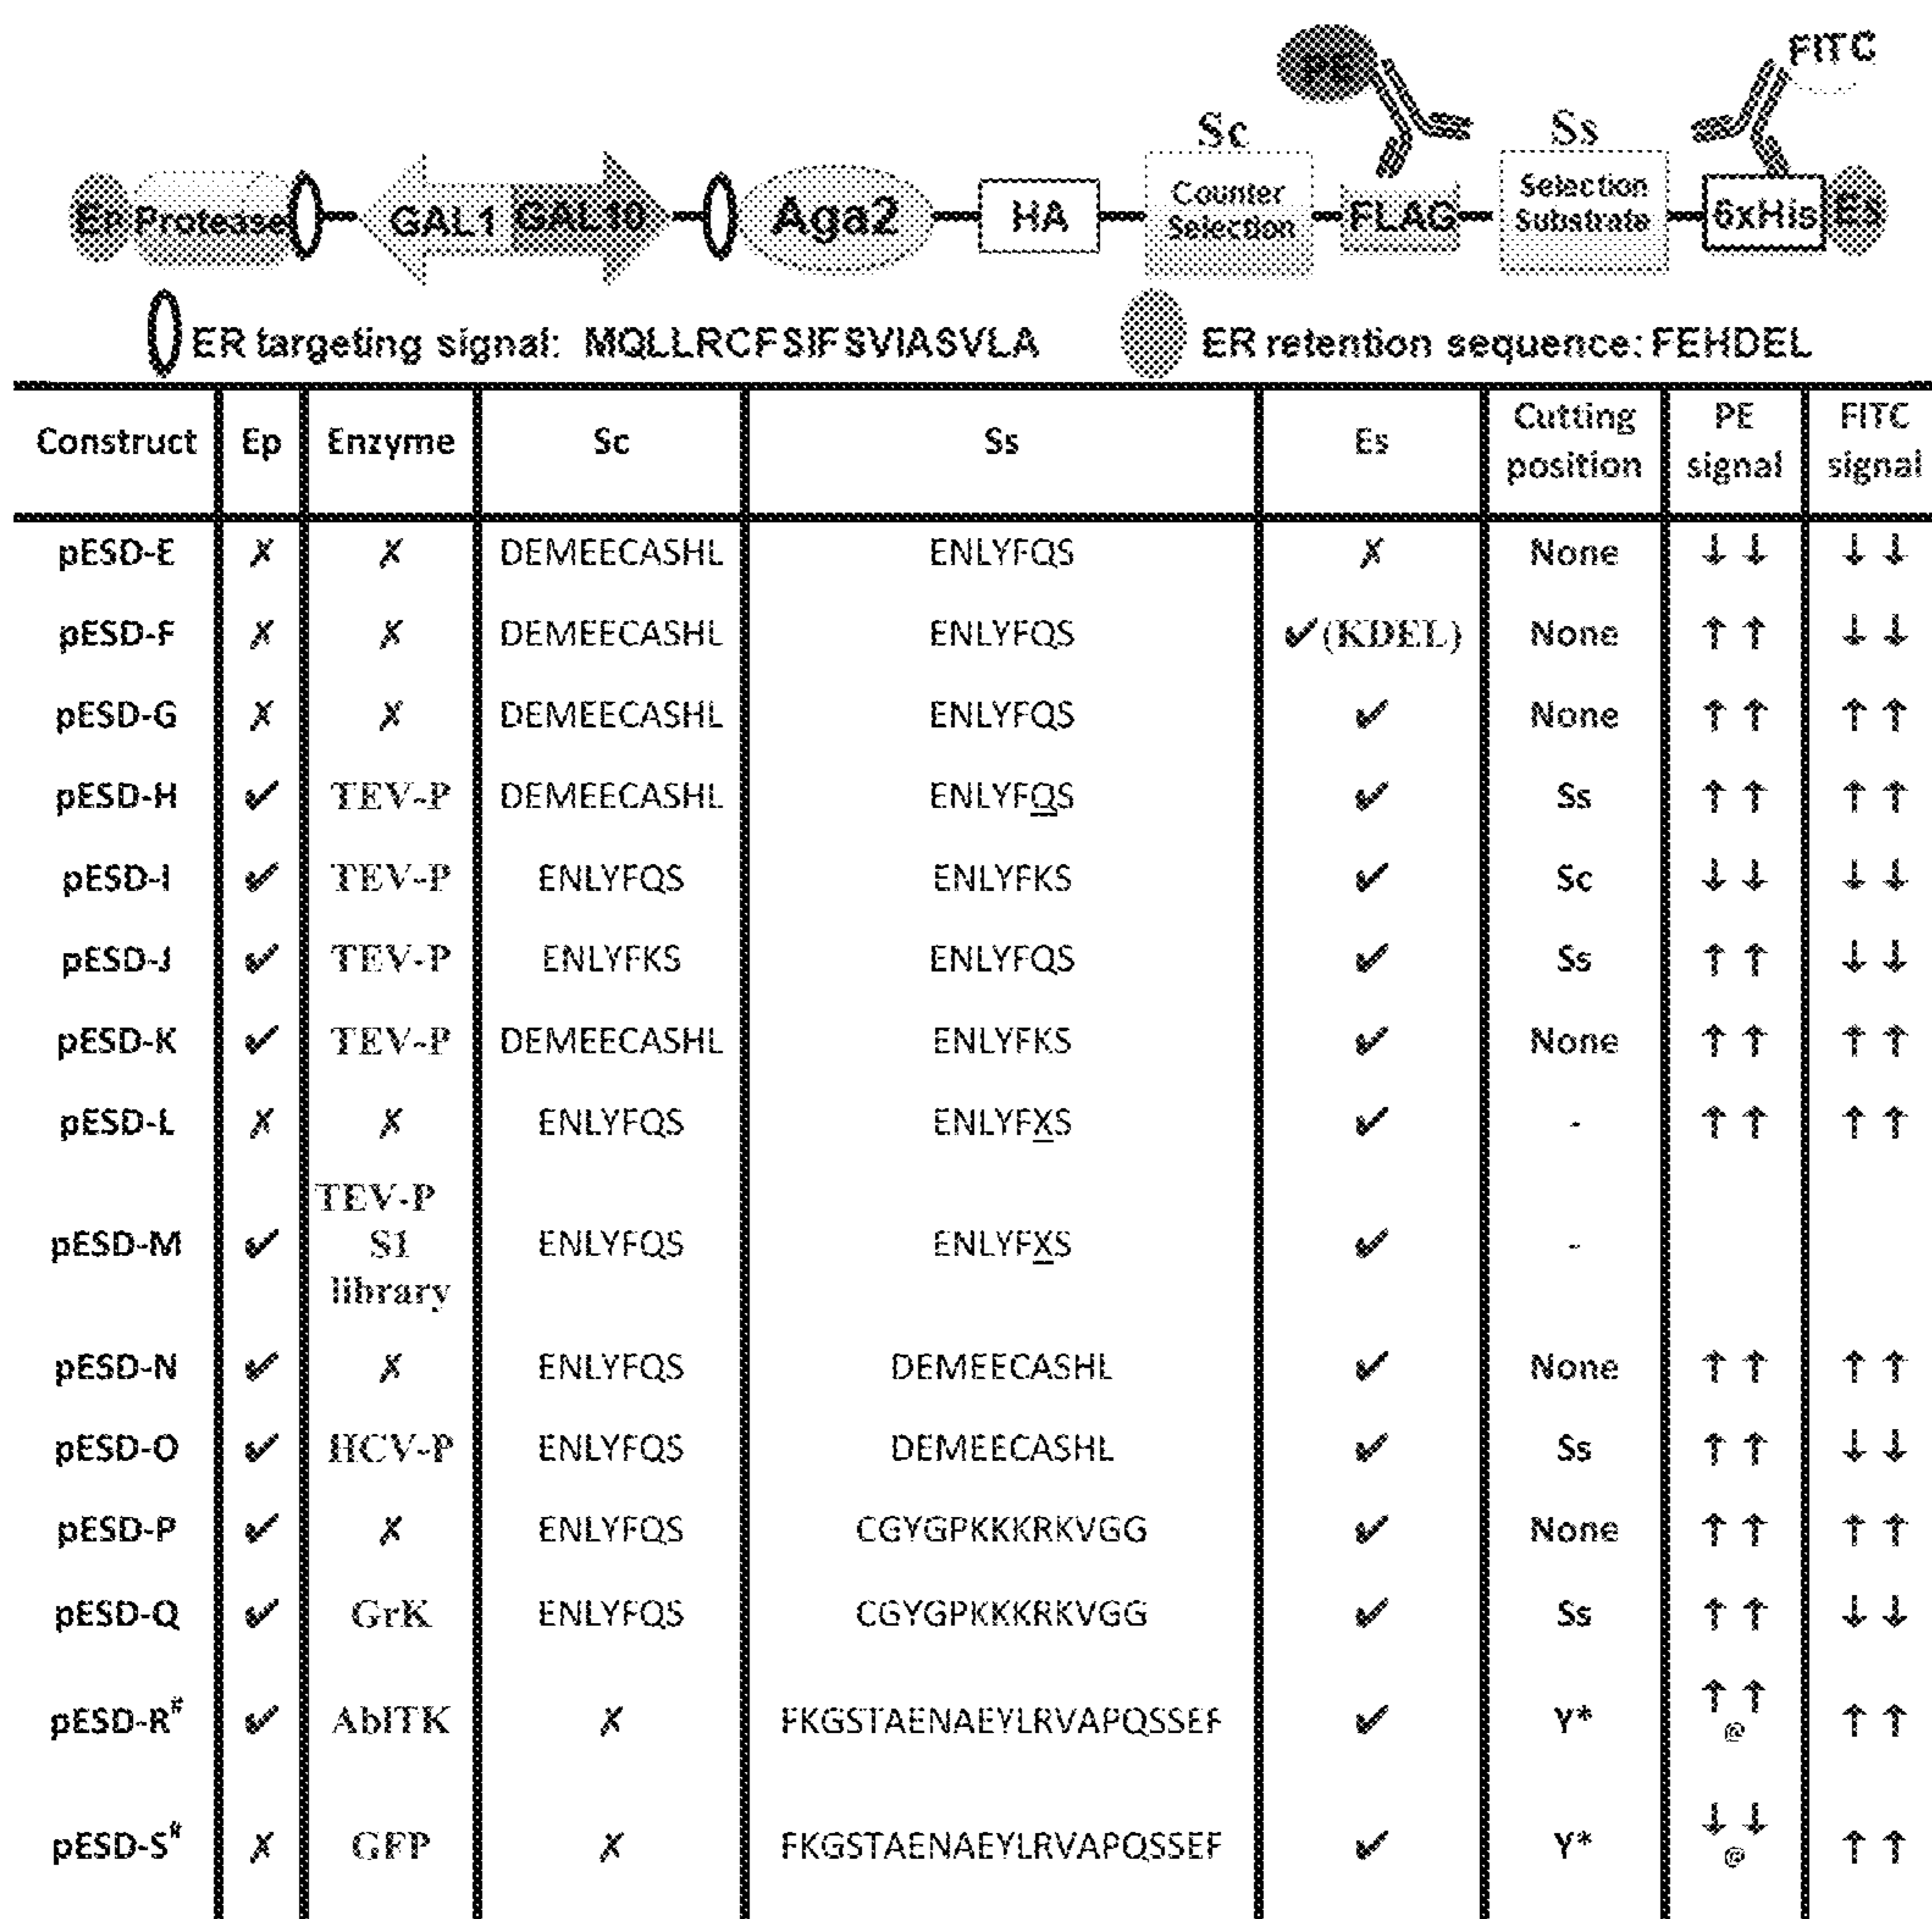 FITC
Sc
Ss
Ep Protease GAL1 GAL10 Aga2 HA Counter Selection FLAG Selection Substrate 6xHis Es
ER targeting signal: MQLLRCFSIFSVIASVLA ER retention sequence: FEHDEL
Construct Ep Enzyme Sc Ss Es Cutting position PE signal FITC signal
pESD-E ✗ ✗ DEMEECASHL ENLYFQS ✗ None ↓ ↓ ↓ ↓
pESD-F ✗ ✗ DEMEECASHL ENLYFQS ✔(KDEL) None ↑ ↑ ↓ ↓
pESD-G ✗ ✗ DEMEECASHL ENLYFQS ✔ None ↑ ↑ ↑ ↑
pESD-H ✔ TEV-P DEMEECASHL ENLYFQS ✔ Ss ↑ ↑ ↑ ↑
pESD-I ✔ TEV-P ENLYFQS ENLYFKS ✔ Sc ↓ ↓ ↓ ↓
pESD-J ✔ TEV-P ENLYFKS ENLYFQS ✔ Ss ↑ ↑ ↓ ↓
pESD-K ✔ TEV-P DEMEECASHL ENLYFKS ✔ None ↑ ↑ ↑ ↑
pESD-L ✗ ✗ ENLYFQS ENLYFXS ✔ - ↑ ↑ ↑ ↑
pESD-M ✔ TEV-P S1 library ENLYFQS ENLYFXS ✔ -
pESD-N ✔ ✗ ENLYFQS DEMEECASHL ✔ None ↑ ↑ ↑ ↑
pESD-O ✔ HCV-P ENLYFQS DEMEECASHL ✔ Ss ↑ ↑ ↓ ↓
pESD-P ✔ ✗ ENLYFQS CGYGPKKKRKVGG ✔ None ↑ ↑ ↑ ↑
pESD-Q ✔ GrK ENLYFQS CGYGPKKKRKVGG ✔ Ss ↑ ↑ ↓ ↓
pESD-R# ✔ AblTK ✗ FKGSTAENAEYLRVAPQSSEF ✔ Y* ↑ ↑ @ ↑ ↑
pESD-S# ✗ GFP ✗ FKGSTAENAEYLRVAPQSSEF ✔ Y* ↓ ↓ @ ↑ ↑